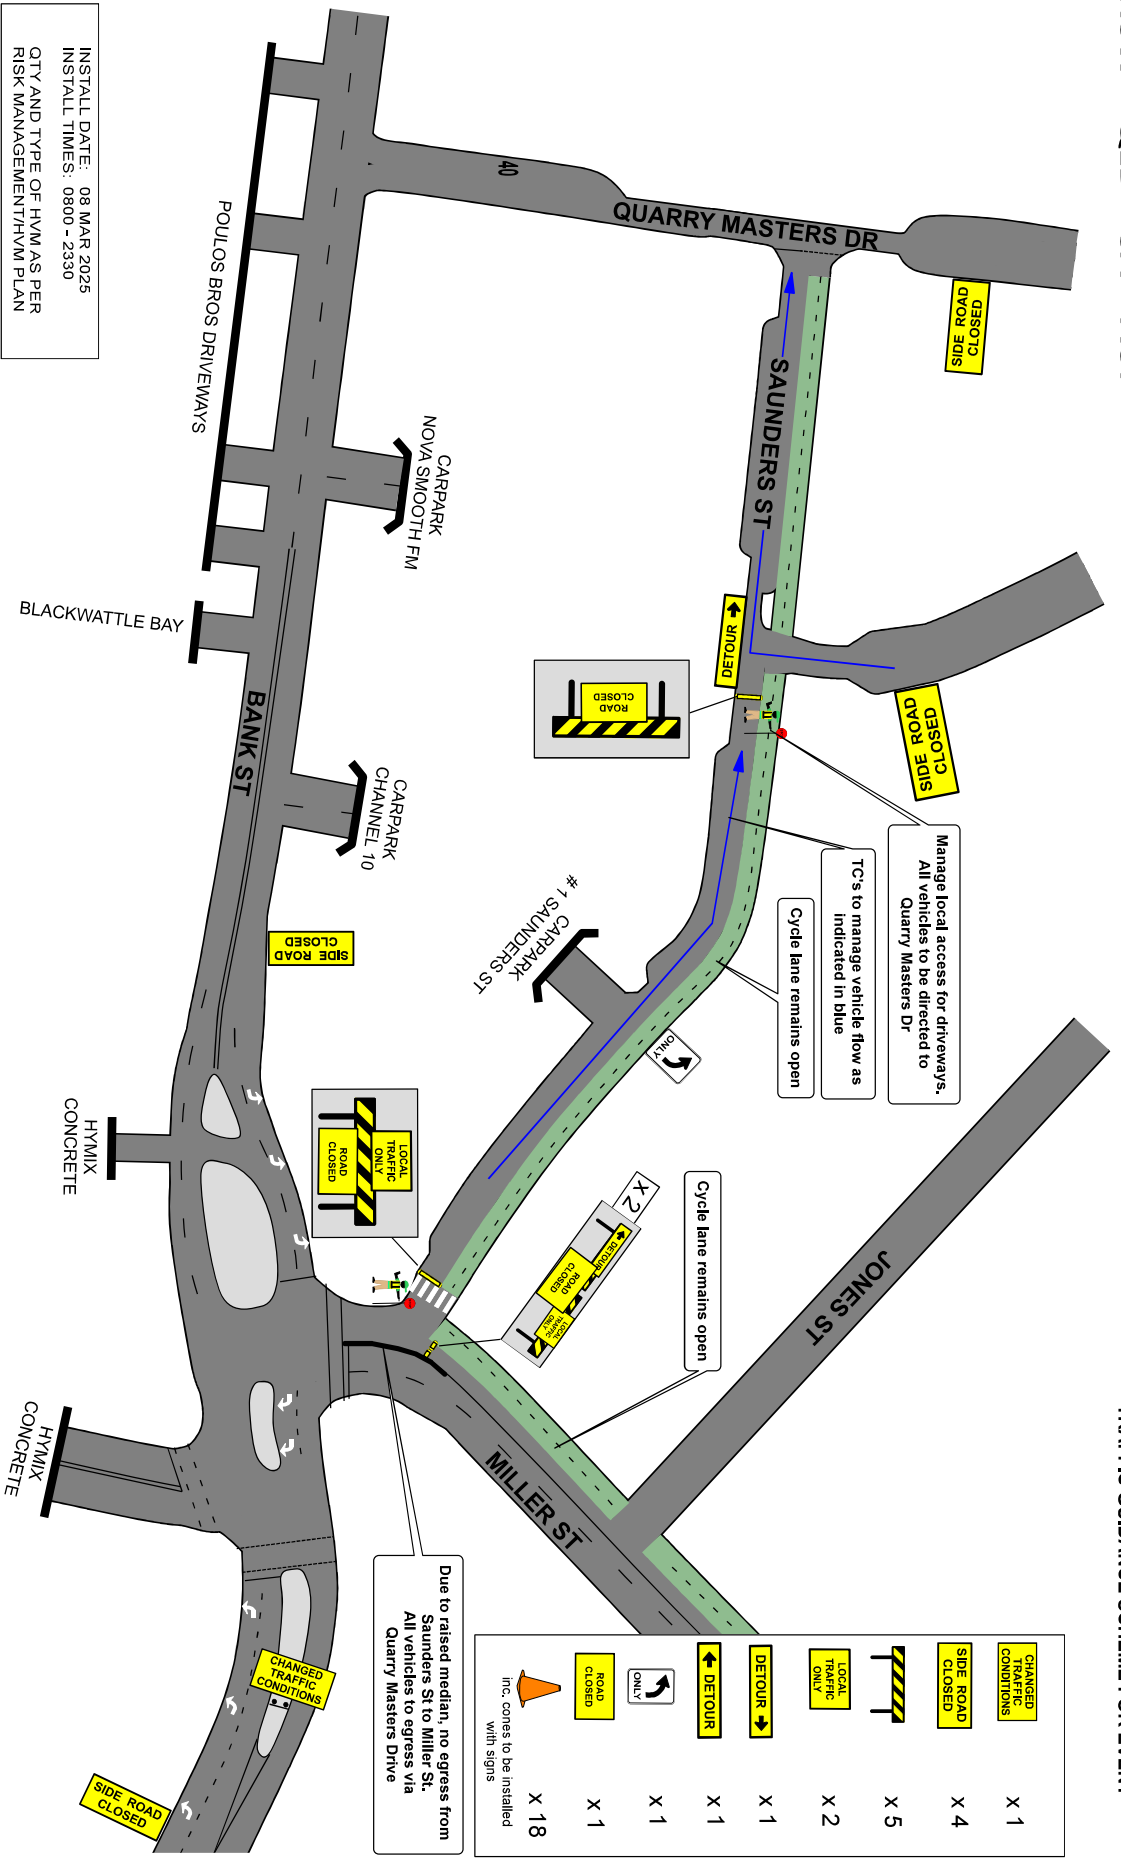 INSTALL DATE: 08 MAR 2025
INSTALL TIMES: 0800 - 2330
QTY AND TYPE OF HVM AS PER
RISK MANAGEMENT/HVM PLAN
POULOS BROS DRIVEWAYS
40
QUARRY MASTERS DR
SIDE ROAD
CLOSED
SAUNDERS ST
CARPARK
NOVA SMOOTH FM
BLACKWATTLE BAY
BANK ST
DETOUR
ROAD
CLOSED
SIDE ROAD
CLOSED
CARPARK
CHANNEL 10
Manage local access for driveways.
All vehicles to be directed to
Quarry Masters Dr
TC's to manage vehicle flow as
indicated in blue
Cycle lane remains open
CARPARK
# 1 SAUNDERS ST
SIDE ROAD
CLOSED
ONLY
HYMIX
CONCRETE
LOCAL
TRAFFIC
ONLY
ROAD
CLOSED
X 2
DETOUR
ROAD
CLOSED
LOCAL
TRAFFIC
ONLY
Cycle lane remains open
JONES ST
MILLER ST
HYMIX
CONCRETE
Due to raised median, no egress from
Saunders St to Miller St.
All vehicles to egress via
Quarry Masters Drive
CHANGED
TRAFFIC
CONDITIONS
SIDE ROAD
CLOSED
CHANGED
TRAFFIC
CONDITIONS
x 1
SIDE ROAD
CLOSED
x 4
x 5
LOCAL
TRAFFIC
ONLY
x 2
DETOUR
x 1
DETOUR
x 1
ONLY
x 1
ROAD
CLOSED
x 1
inc. cones to be installed
with signs
x 18